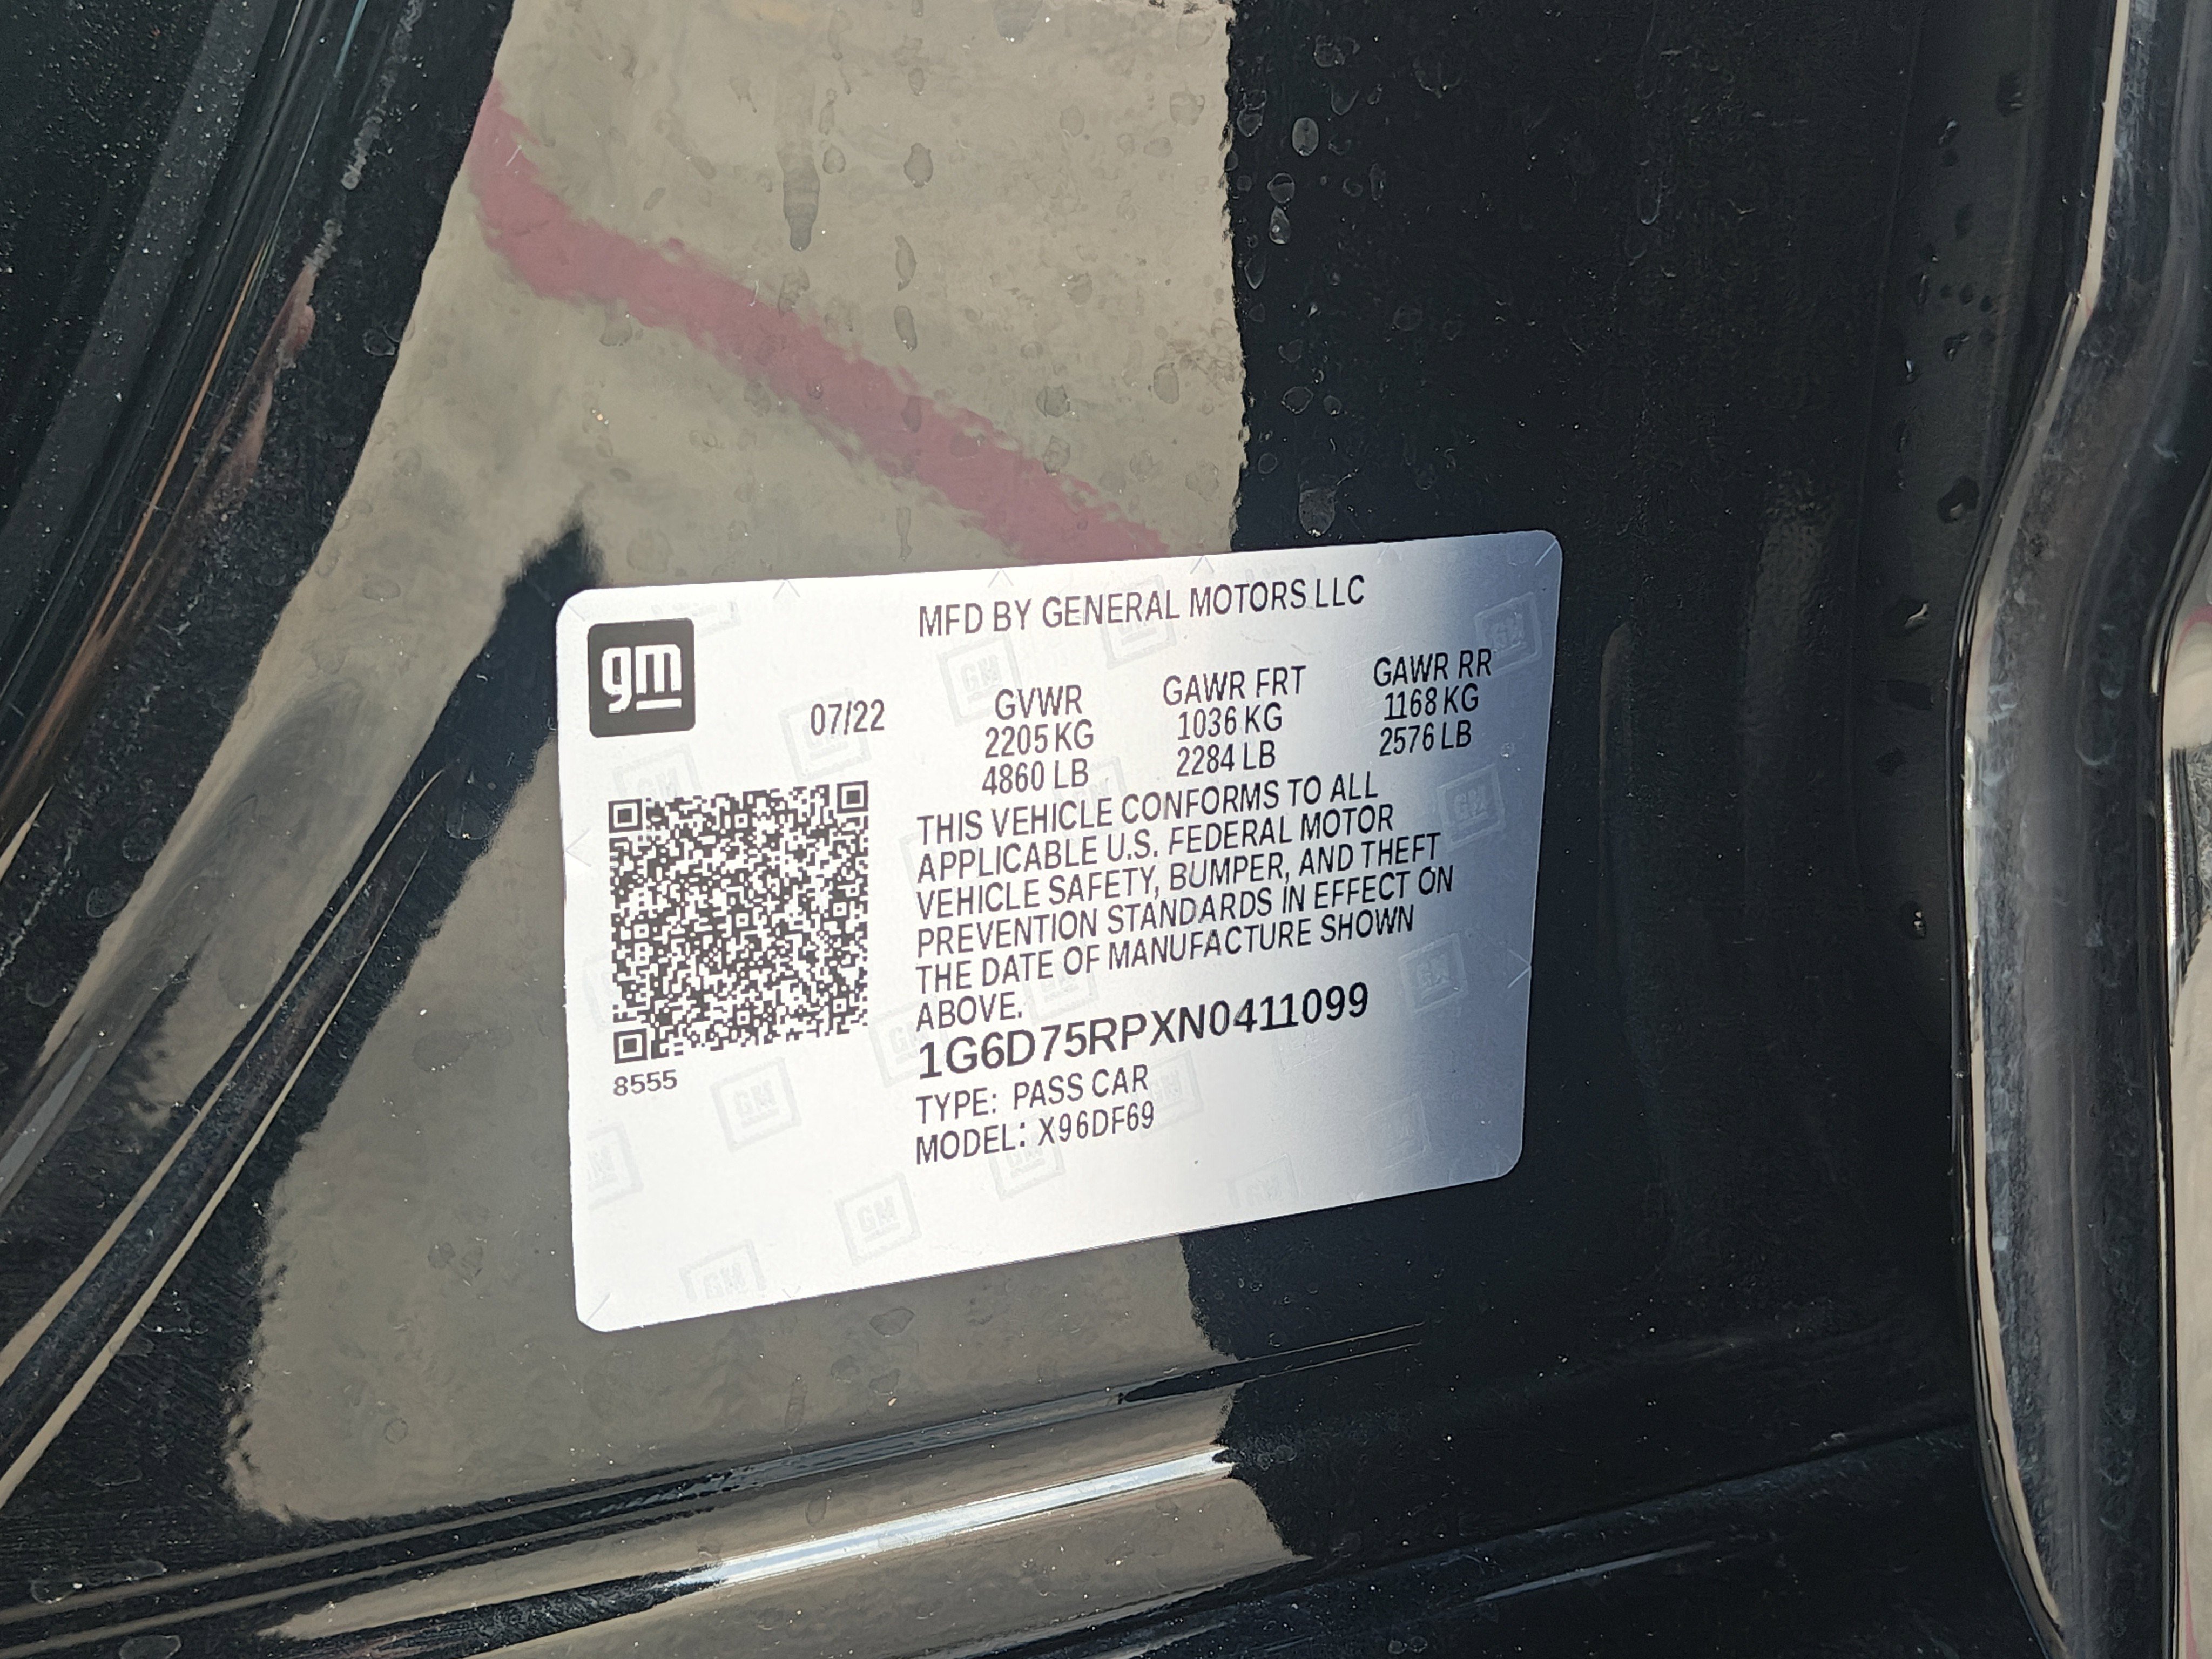 gm
MFD BY GENERAL MOTORS LLC
07/22
GVWR
2205 KG
4860 LB
GAWR FRT
1036 KG
2284 LB
GAWR RR
1168 KG
2576 LB
THIS VEHICLE CONFORMS TO ALL
APPLICABLE U.S. FEDERAL MOTOR
VEHICLE SAFETY, BUMPER, AND THEFT
PREVENTION STANDARDS IN EFFECT ON
THE DATE OF MANUFACTURE SHOWN
ABOVE.
1G6D75RPXN0411099
TYPE: PASS CAR
MODEL: X96DF69
8555